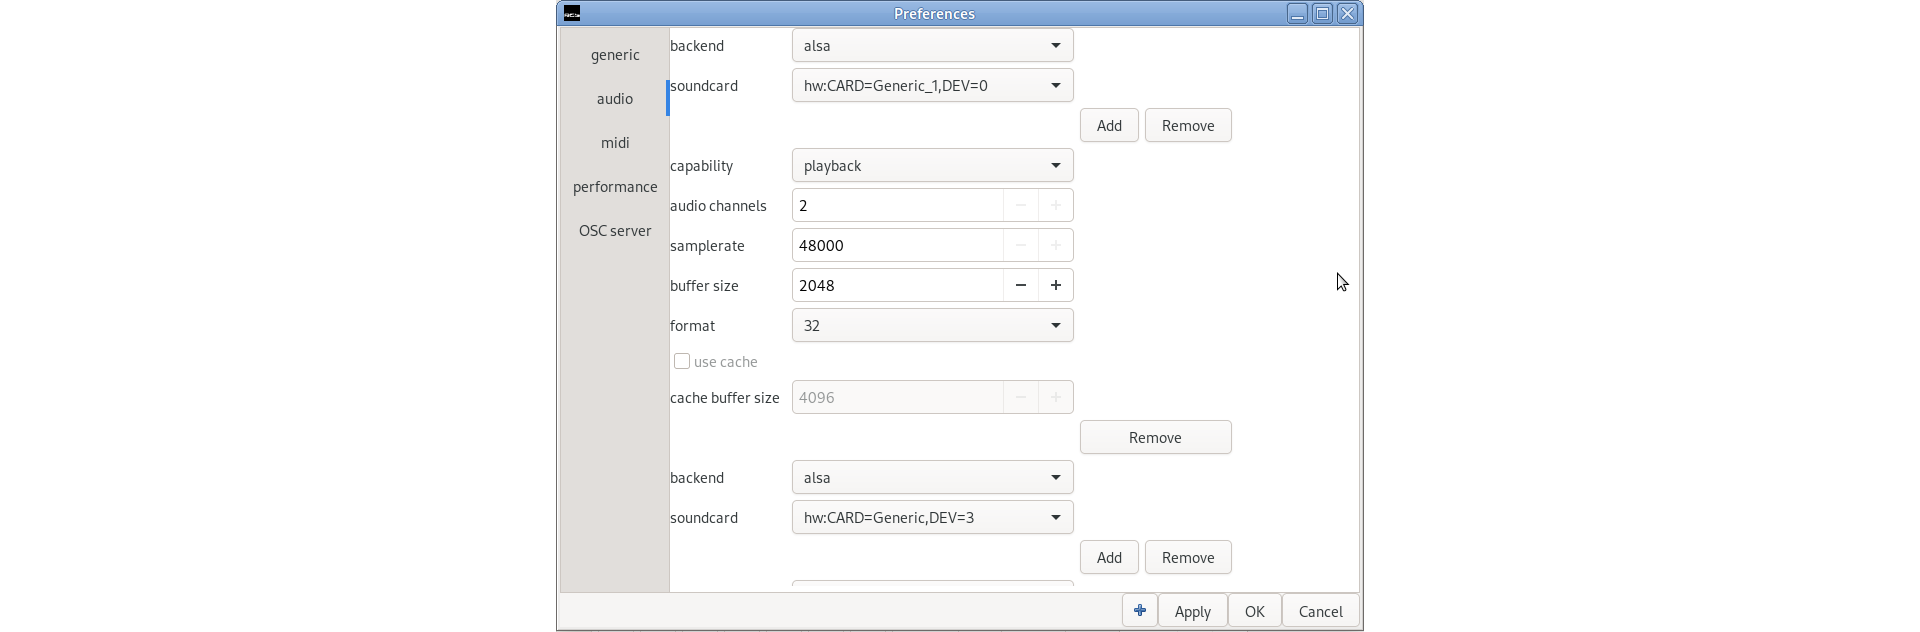 Preferences
generic
audio
midi
performance
OSC server
backend alsa
soundcard hw:CARD=Generic_1,DEV=0
Add Remove
capability playback
audio channels 2
samplerate 48000
buffer size 2048
format 32
use cache
cache buffer size 4096
Remove
backend alsa
soundcard hw:CARD=Generic,DEV=3
Add Remove
Apply OK Cancel